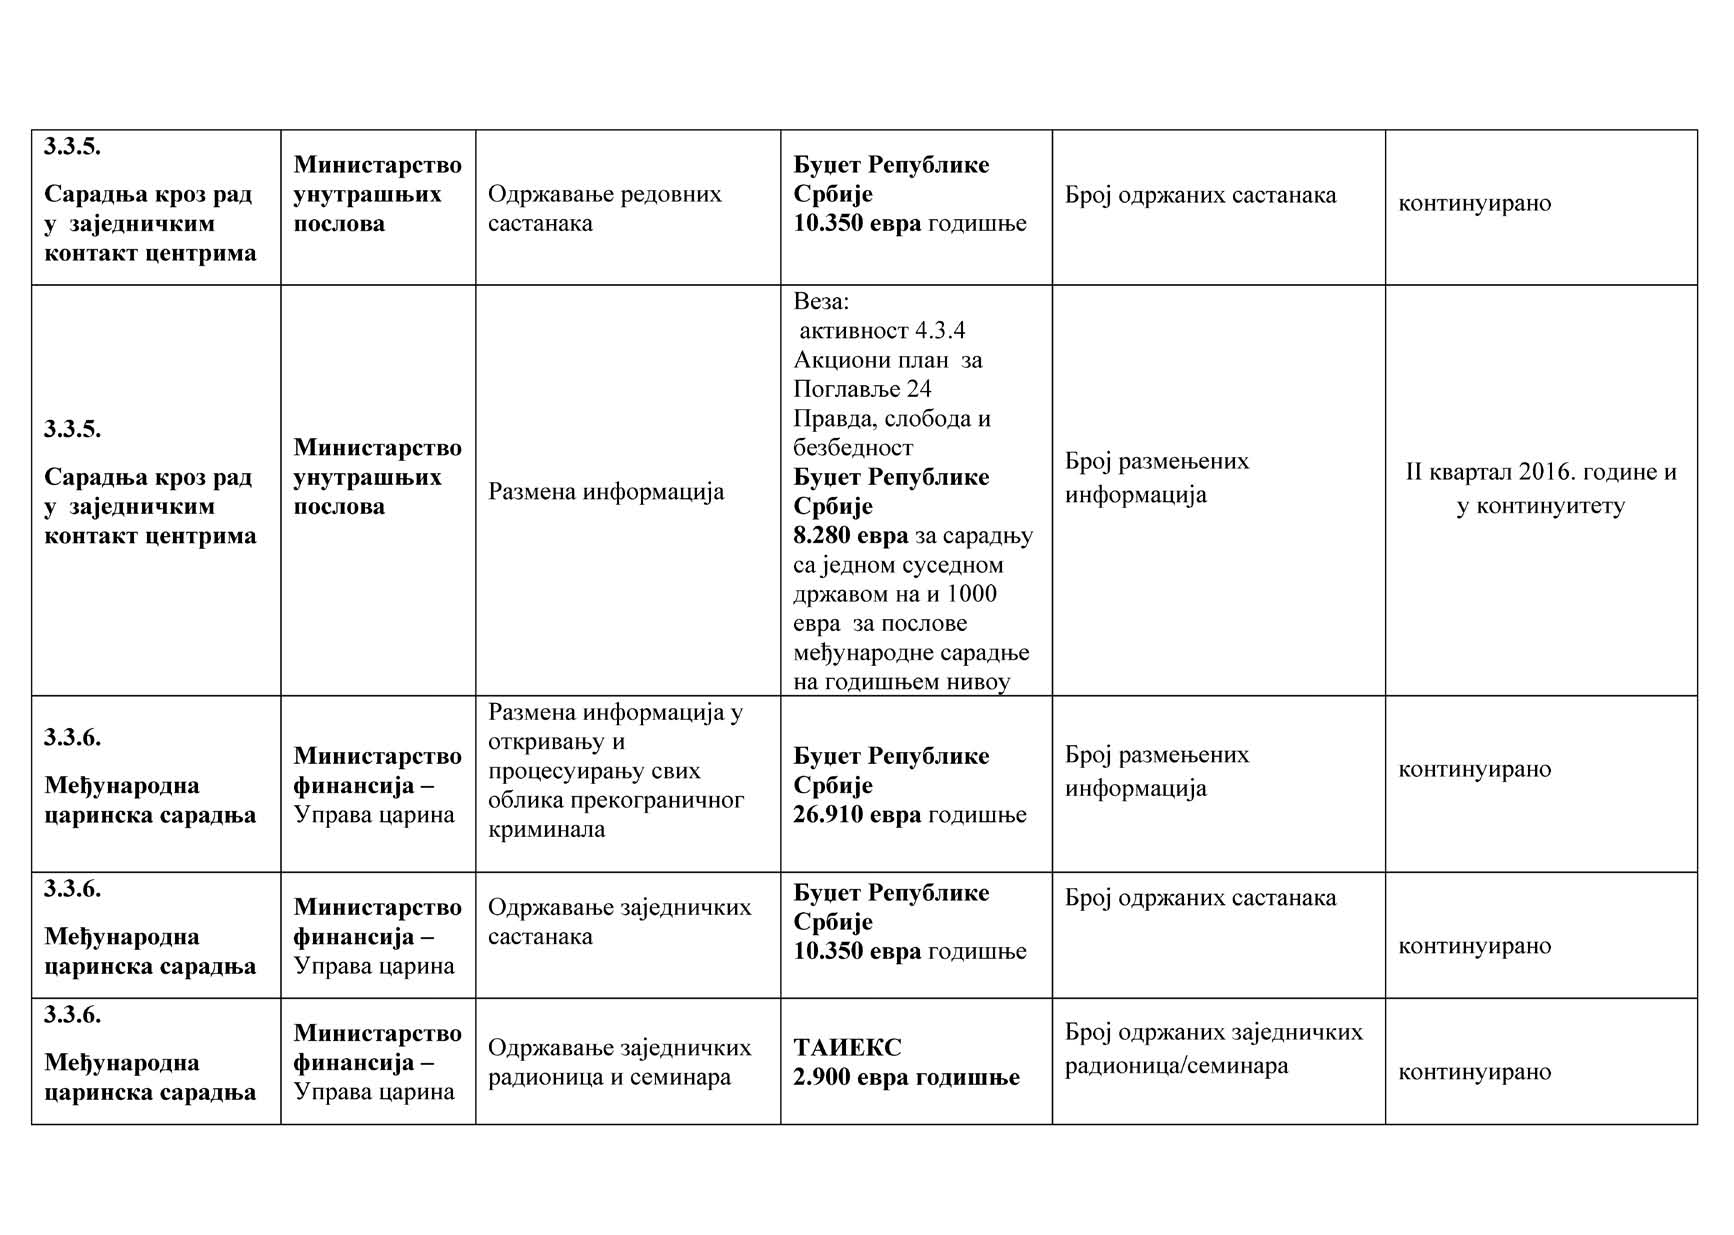 3.3.5.
Сарадња кроз рад
у  заједничким
контакт центрима
Министарство
унутрашњих
послова
Одржавање редовних
састанака
Буџет Републике
Србије
10.350 евра годишње
Број одржаних састанака
континуирано
3.3.5.
Сарадња кроз рад
у  заједничким
контакт центрима
Министарство
унутрашњих
послова
Размена информација
Веза:
активност 4.3.4
Акциони план  за
Поглавље 24
Правда, слобода и
безбедност
Буџет Републике
Србије
8.280 евра за сарадњу
са једном суседном
државом на и 1000
евра  за послове
међународне сарадње
на годишњем нивоу
Број размењених
информација
II квартал 2016. године и
у континуитету
3.3.6.
Међународна
царинска сарадња
Министарство
финансија –
Управа царина
Размена информација у
откривању и
процесуирању свих
облика прекограничног
криминала
Буџет Републике
Србије
26.910 евра годишње
Број размењених
информација
континуирано
3.3.6.
Међународна
царинска сарадња
Министарство
финансија –
Управа царина
Одржавање заједничких
састанака
Буџет Републике
Србије
10.350 евра годишње
Број одржаних састанака
континуирано
3.3.6.
Међународна
царинска сарадња
Министарство
финансија –
Управа царина
Одржавање заједничких
радионица и семинара
ТАИЕКС
2.900 евра годишње
Број одржаних заједничких
радионица/семинара
континуирано